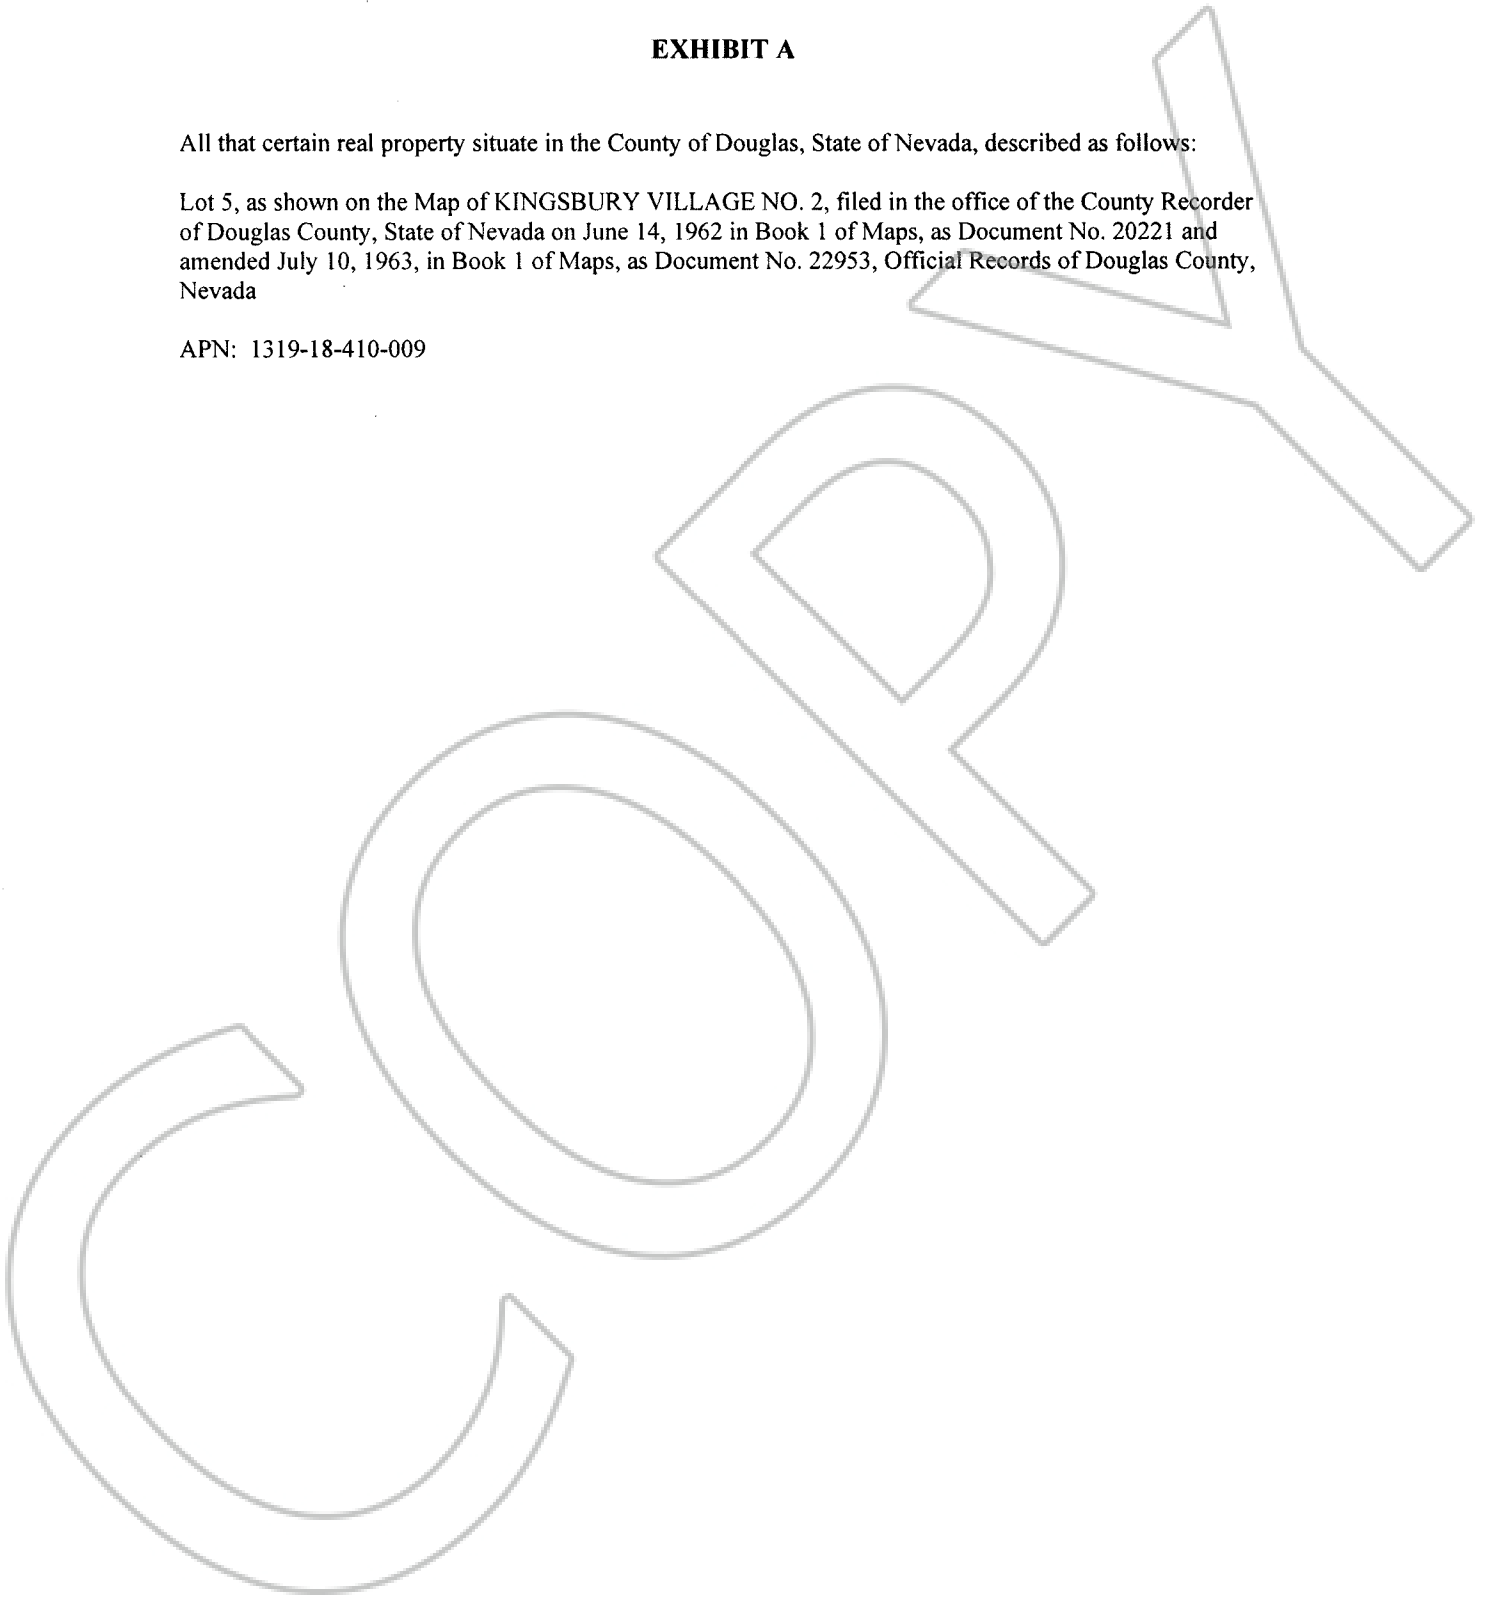 EXHIBIT A
All that certain real property situate in the County of Douglas, State of Nevada, described as follows:
Lot 5, as shown on the Map of KINGSBURY VILLAGE NO. 2, filed in the office of the County Recorder
of Douglas County, State of Nevada on June 14, 1962 in Book 1 of Maps, as Document No. 20221 and
amended July 10, 1963, in Book 1 of Maps, as Document No. 22953, Official Records of Douglas County,
Nevada
APN: 1319-18-410-009
COPY